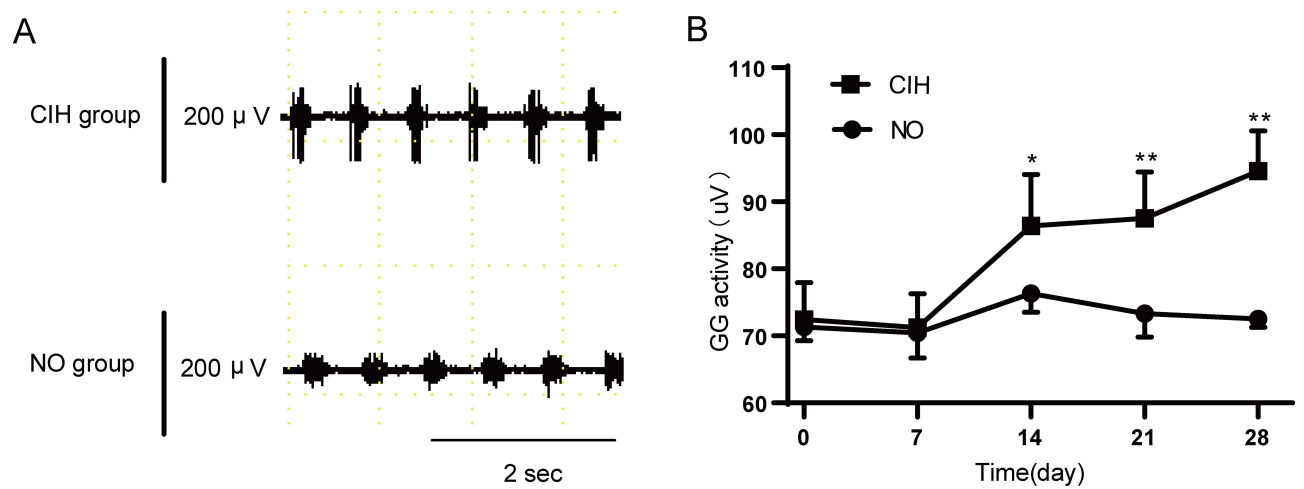 A
CIH group
200 μ V
NO group
200 μ V
2 sec
B
110
100
90
80
70
60
GG activity（uV）
CIH
NO
*
**
**
0 7 14 21 28
Time(day)